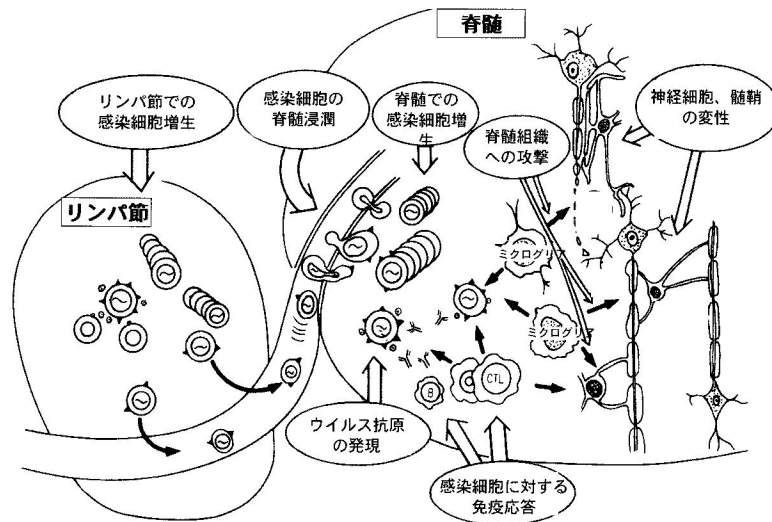 脊髄
リンパ節での
感染細胞増生
感染細胞の
脊髄浸潤
脊髄での
感染細胞増
生
脊髄組織
への攻撃
神経細胞、髄鞘
の変性
リンパ節
ミクログリア
ミクログリア
B
CTL
ウイルス抗原
の発現
感染細胞に対する
免疫応答